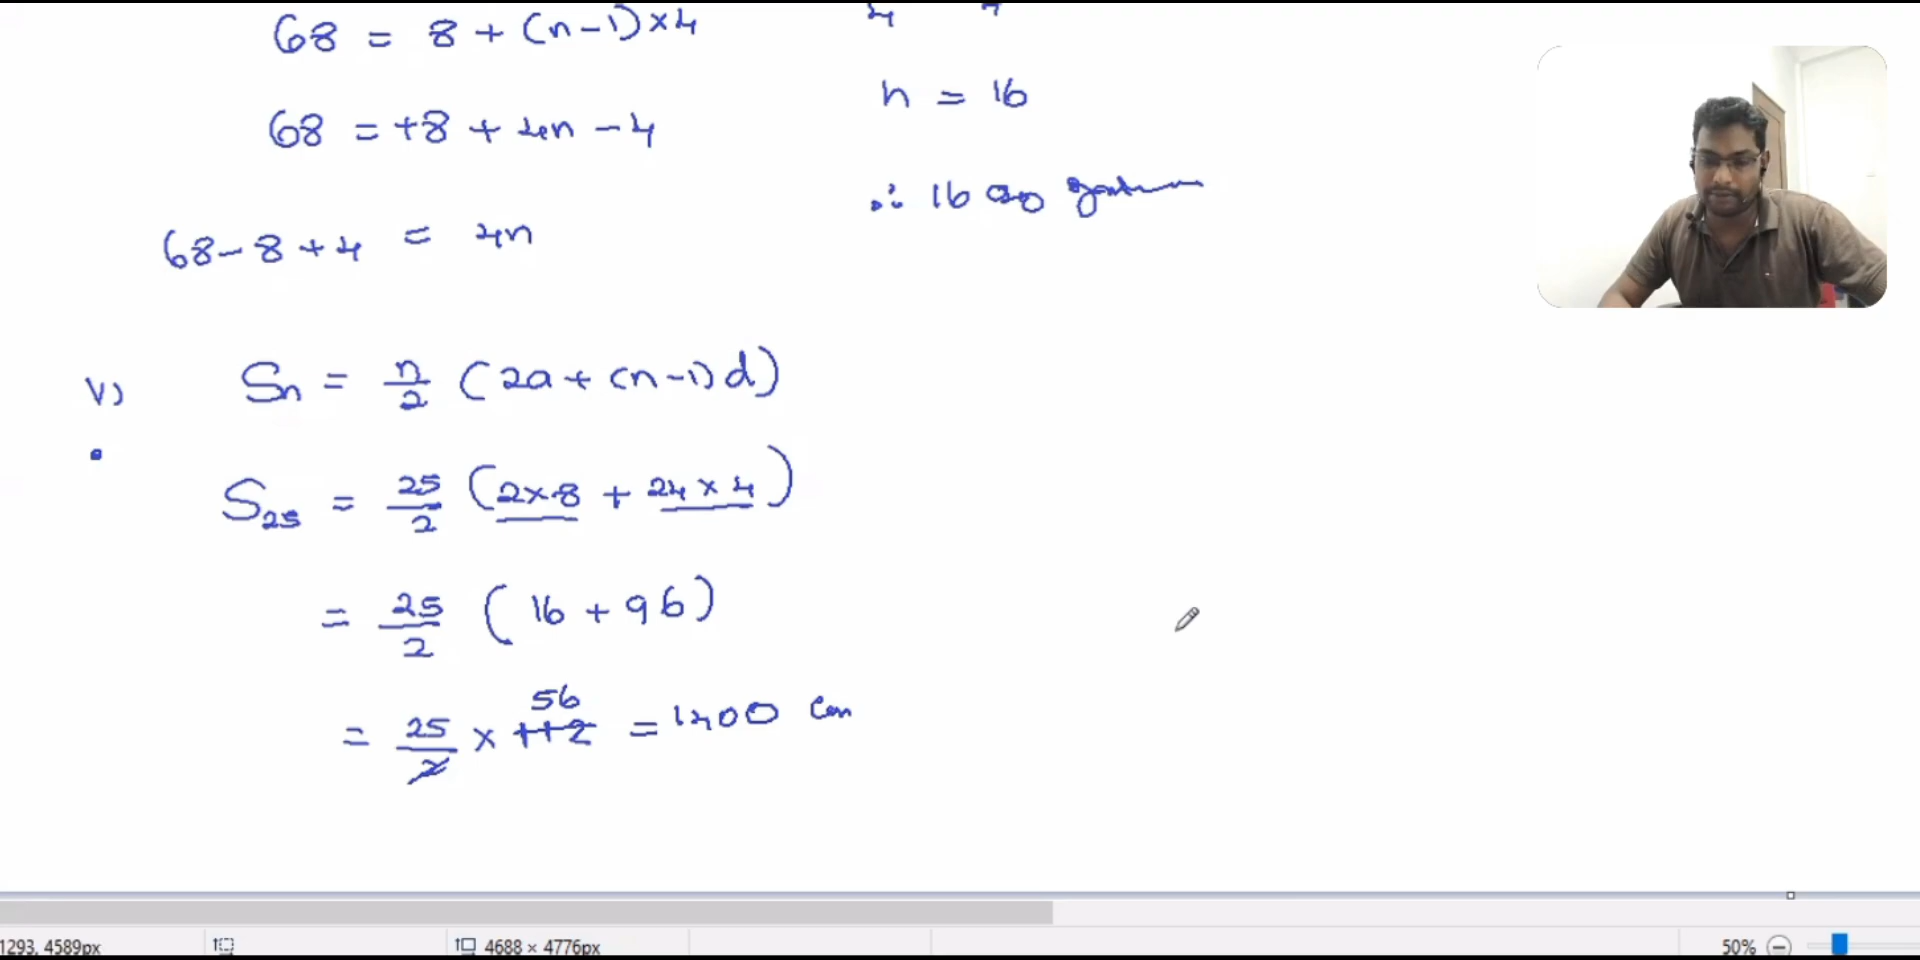 68 = 8 + (n-1)×4
4
n = 16
68 = +8 + 4n - 4
∴ 16
68 - 8 + 4 = 4n
V) Sn = n/2 (2a + (n-1)d)
S25 = 25/2 (2×8 + 24×4)
= 25/2 (16 + 96)
56
= 25/2 × 112 = 1400 cm
1293, 4589px
4688 × 4776px
50%